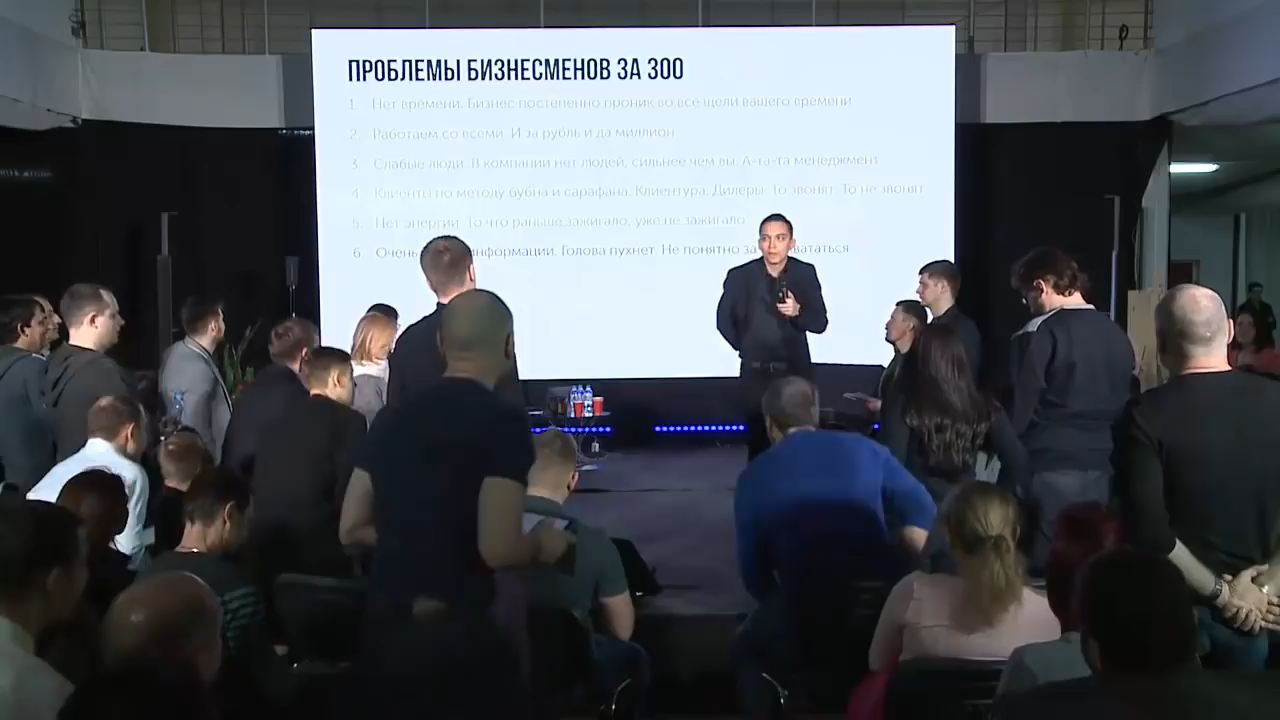 ПРОБЛЕМЫ БИЗНЕСМЕНОВ ЗА 300
1. Нет времени. Бизнес постепенно проник во все щели вашего времени
2. Работаем со всеми. И за рубль и да миллион
3. Слабые люди. В компании нет людей, сильнее чем вы. А-та-та менеджмент
4. Клиенты по методу бубна и сарафана. Клиентура. Дилеры. То звонят. То не звонят
5. Нет энергии. То что раньше зажигало, уже не зажигало
6. Очень информации. Голова пухнет. Не понятно за